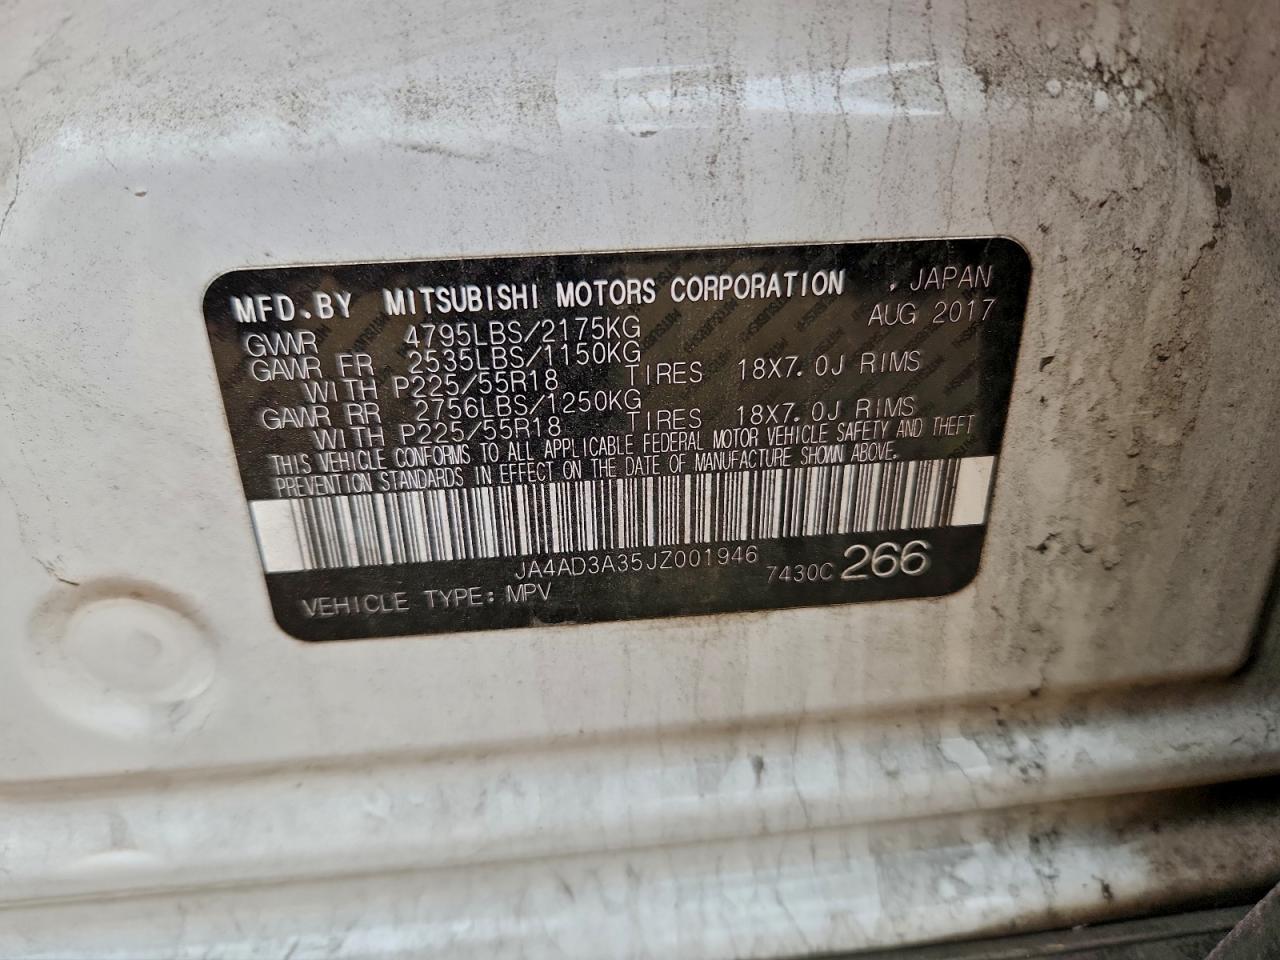 MFD. BY MITSUBISHI MOTORS CORPORATION , JAPAN
GVWR 4795LBS/2175KG AUG 2017
GAWR FR 2535LBS/1150KG
WITH P225/55R18 TIRES 18X7.0J RIMS
GAWR RR 2756LBS/1250KG
WITH P225/55R18 TIRES 18X7.0J RIMS
THIS VEHICLE CONFORMS TO ALL APPLICABLE FEDERAL MOTOR VEHICLE SAFETY AND THEFT
PREVENTION STANDARDS IN EFFECT ON THE DATE OF MANUFACTURE SHOWN ABOVE.
JA4AD3A35JZ001946 7430C 266
VEHICLE TYPE: MPV